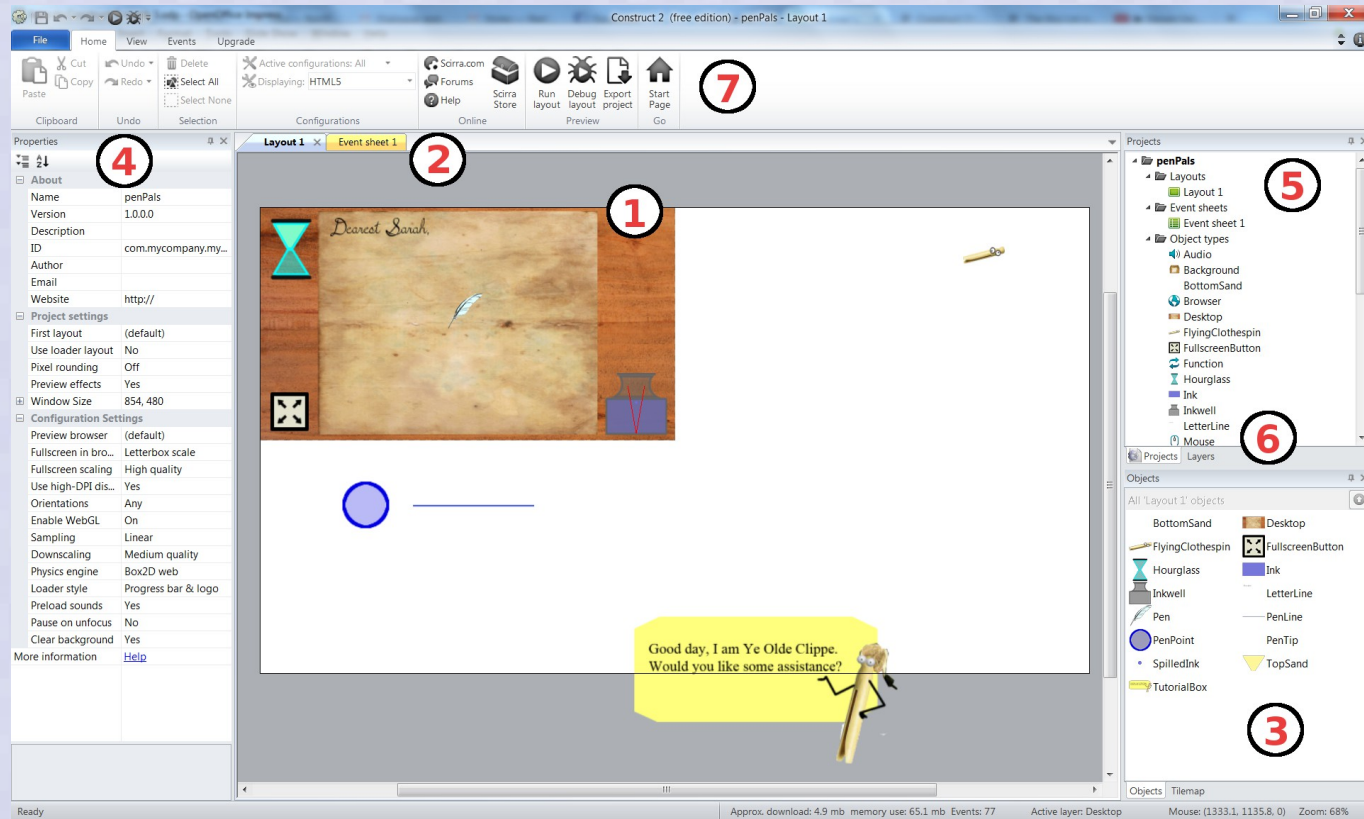 Construct 2 (free edition) - penPals - Layout 1
File Home View Events Upgrade
Paste
Cut
Copy
Clipboard
Undo
Redo
Undo
Delete
Select All
Select None
Selection
Active configurations: All
Displaying: HTML5
Configurations
Scirra.com
Forums
Help
Scirra Store
Online
Run layout
Debug layout
Export project
Preview
Start Page
Go
7
Properties
4
About
Name penPals
Version 1.0.0.0
Description
ID com.mycompany.my...
Author
Email
Website http://
Project settings
First layout (default)
Use loader layout No
Pixel rounding Off
Preview effects Yes
Window Size 854, 480
Configuration Settings
Preview browser (default)
Fullscreen in bro... Letterbox scale
Fullscreen scaling High quality
Use high-DPI dis... Yes
Orientations Any
Enable WebGL On
Sampling Linear
Downscaling Medium quality
Physics engine Box2D web
Loader style Progress bar & logo
Preload sounds Yes
Pause on unfocus No
Clear background Yes
More information Help
Layout 1 Event sheet 1
2
1
Dearest Sarah,
Good day, I am Ye Olde Clippe.
Would you like some assistance?
Projects
5
penPals
Layouts
Layout 1
Event sheets
Event sheet 1
Object types
Audio
Background
BottomSand
Browser
Desktop
FlyingClothespin
FullscreenButton
Function
Hourglass
Ink
Inkwell
LetterLine
Mouse
6
Projects Layers
Objects
All 'Layout 1' objects
BottomSand Desktop
FlyingClothespin FullscreenButton
Hourglass Ink
Inkwell LetterLine
Pen PenLine
PenPoint PenTip
SpilledInk TopSand
TutorialBox
3
Objects Tilemap
Ready
Approx. download: 4.9 mb memory use: 65.1 mb Events: 77 Active layer: Desktop Mouse: (1333.1, 1135.8, 0) Zoom: 68%